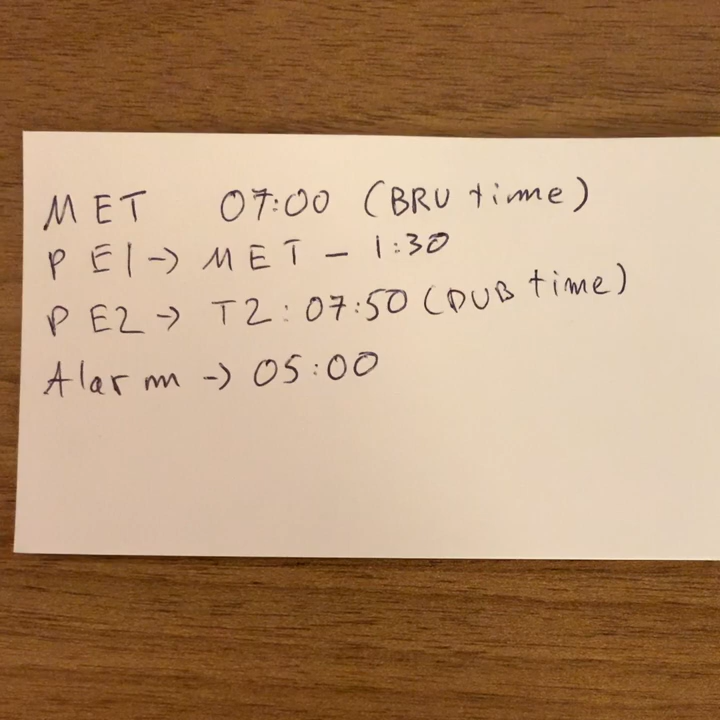 MET 07:00 (BRU time)
PE1 -> MET - 1:30
PE2 -> T2: 07:50 (DUB time)
Alarm -> 05:00